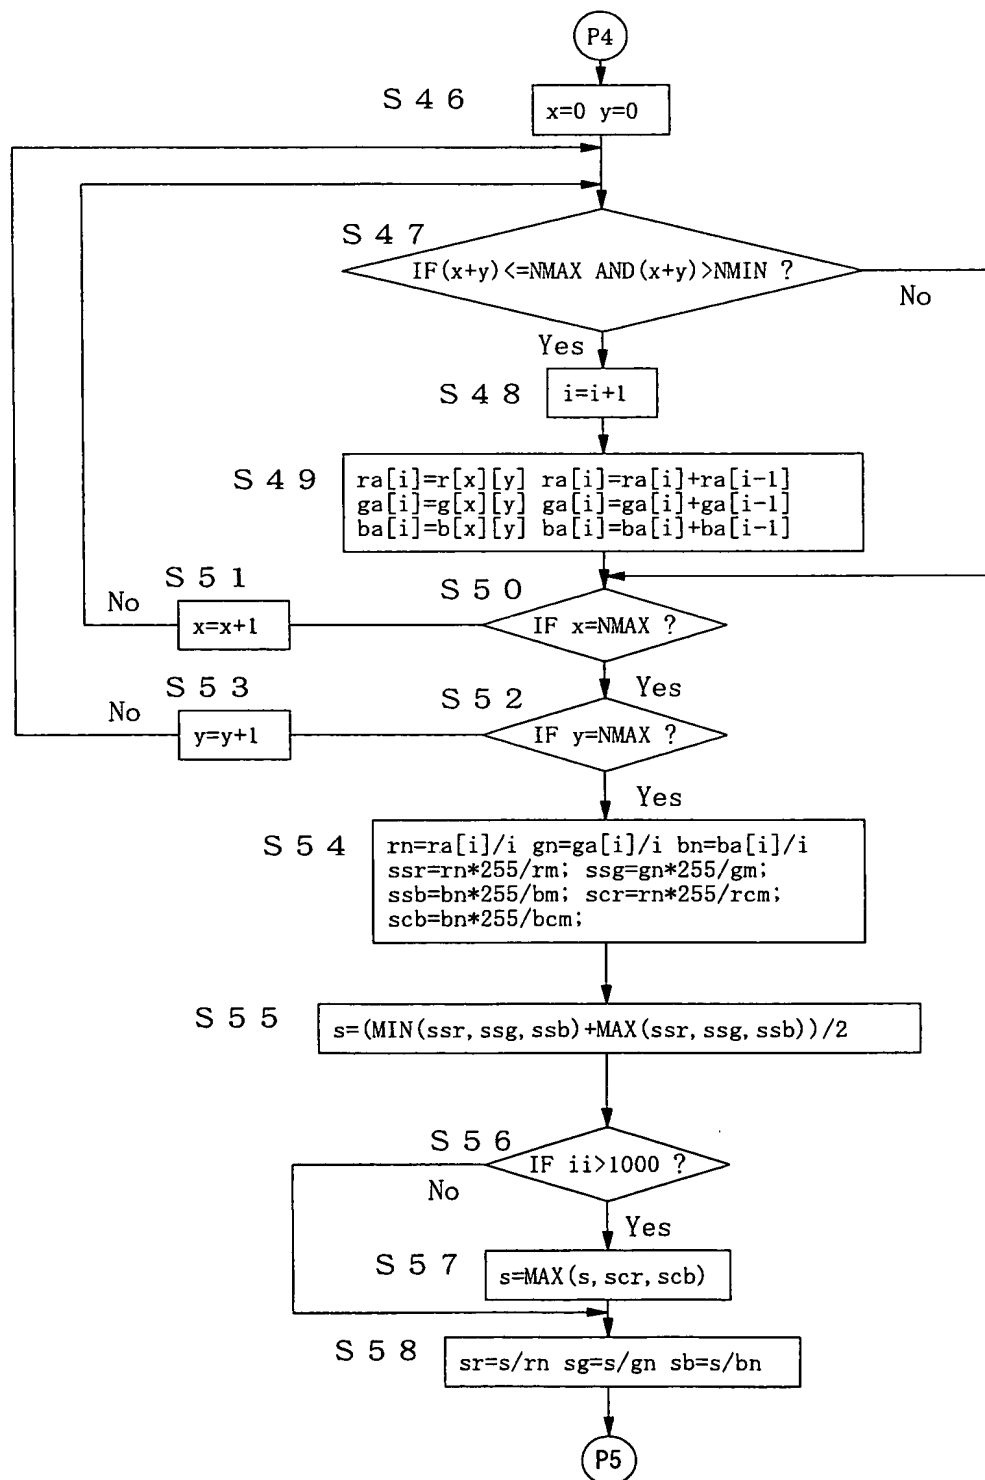 P4
S46
x=0 y=0
S47
IF(x+y)<=NMAX AND(x+y)>NMIN ?
No
Yes
S48
i=i+1
S49
ra[i]=r[x][y] ra[i]=ra[i]+ra[i-1]
ga[i]=g[x][y] ga[i]=ga[i]+ga[i-1]
ba[i]=b[x][y] ba[i]=ba[i]+ba[i-1]
S51
No
x=x+1
S50
IF x=NMAX ?
Yes
S53
No
y=y+1
S52
IF y=NMAX ?
Yes
S54
rn=ra[i]/i gn=ga[i]/i bn=ba[i]/i
ssr=rn*255/rm; ssg=gn*255/gm;
ssb=bn*255/bm; scr=rn*255/rcm;
scb=bn*255/bcm;
S55
s=(MIN(ssr,ssg,ssb)+MAX(ssr,ssg,ssb))/2
S56
IF ii>1000 ?
No
Yes
S57
s=MAX(s,scr,scb)
S58
sr=s/rn sg=s/gn sb=s/bn
P5